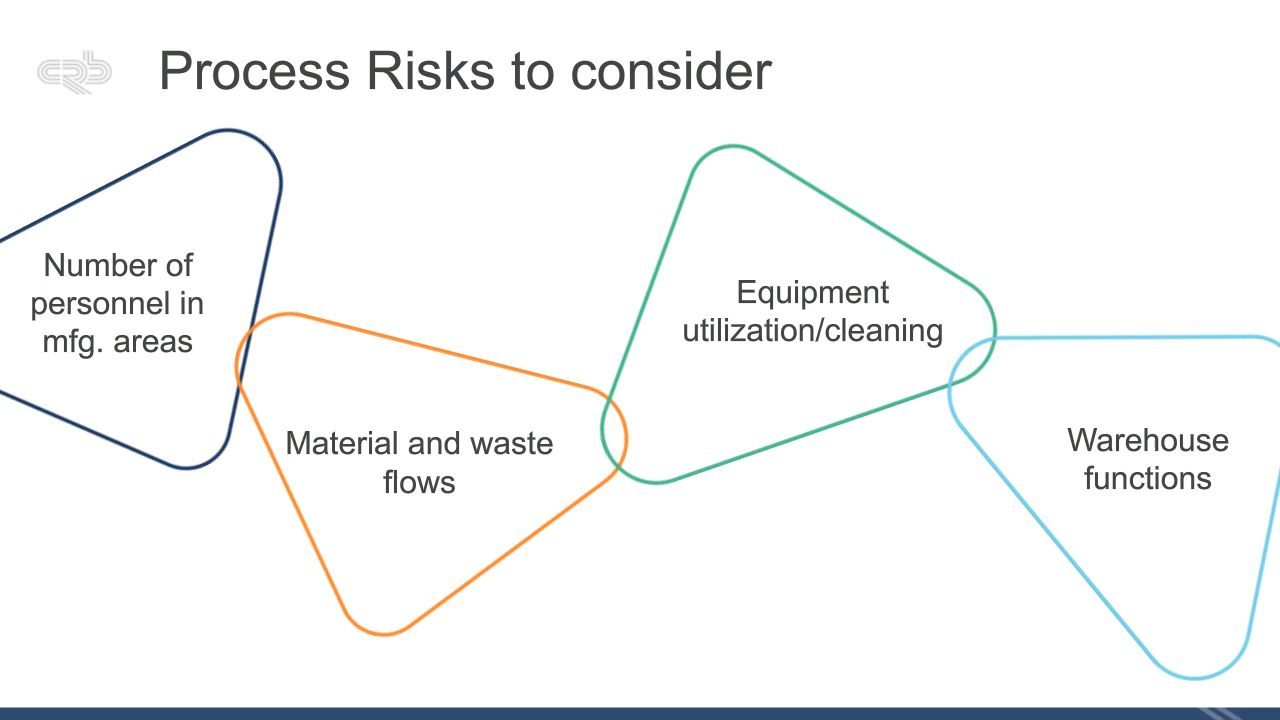 CRB
Process Risks to consider
Number of
personnel in
mfg. areas
Material and waste
flows
Equipment
utilization/cleaning
Warehouse
functions